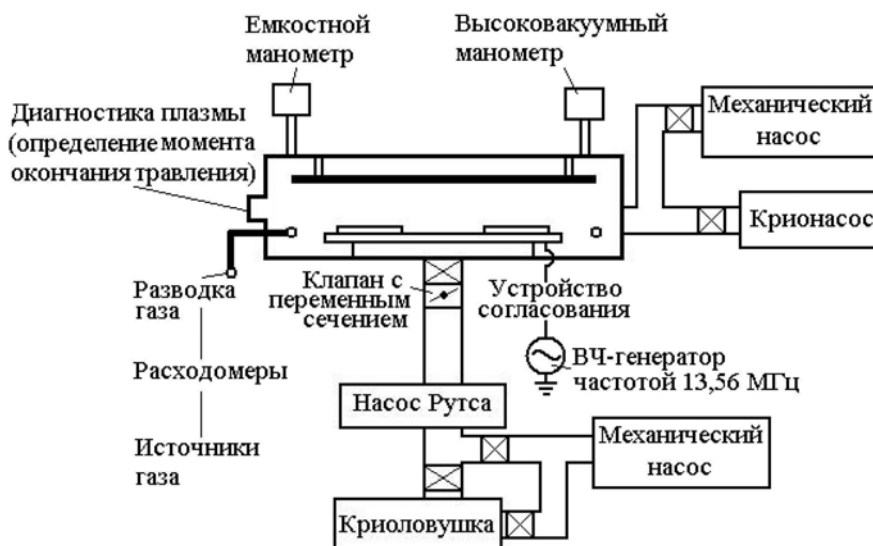 Емкостной
манометр
Высоковакуумный
манометр
Механический
насос
Диагностика плазмы
(определение момента
окончания травления)
Крионасос
Разводка
газа
Клапан с
переменным
сечением
Устройство
согласования
ВЧ-генератор
частотой 13,56 МГц
Расходомеры
Насос Рутса
Источники
газа
Механический
насос
Криоловушка